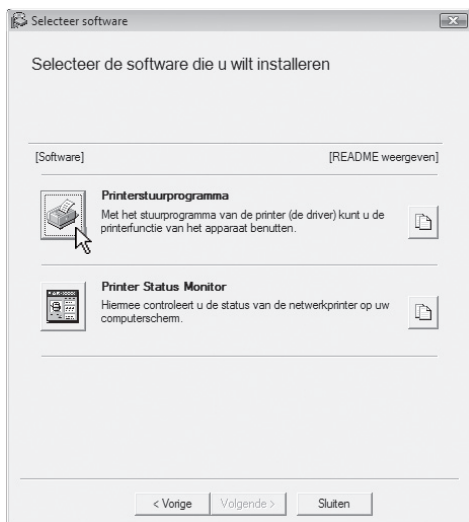 Selecteer software
Selecteer de software die u wilt installeren
[Software] [README weergeven]
Printerstuurprogramma
Met het stuurprogramma van de printer (de driver) kunt u de
printerfunctie van het apparaat benutten.
Printer Status Monitor
Hiermee controleert u de status van de netwerkprinter op uw
computerscherm.
< Vorige Volgende > Sluiten